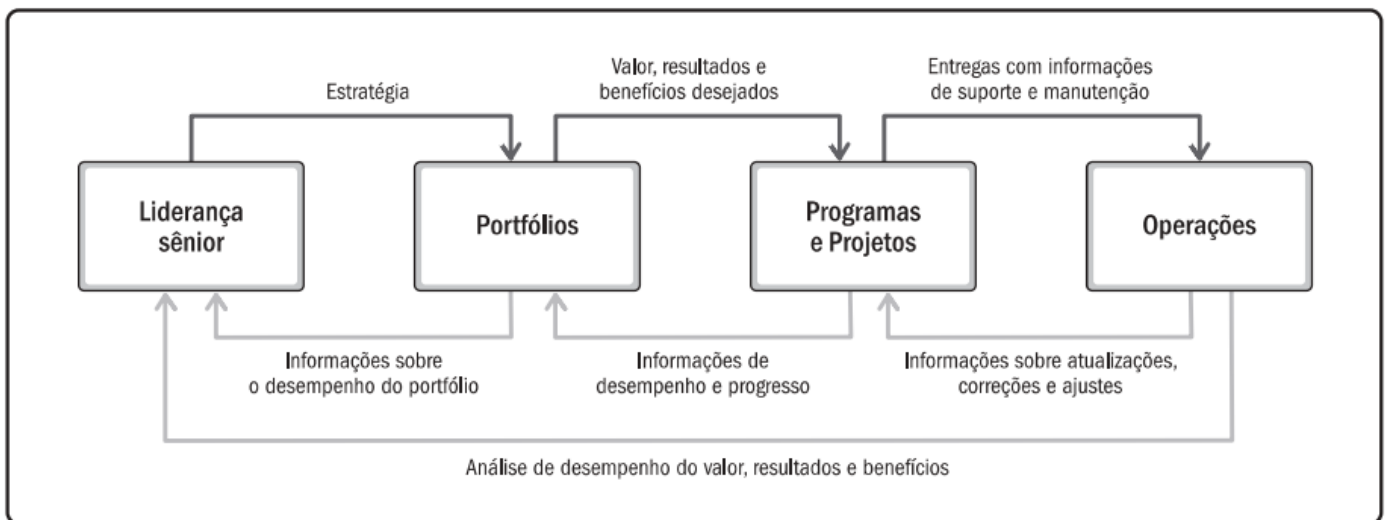 Estratégia
Valor, resultados e
benefícios desejados
Entregas com informações
de suporte e manutenção
Liderança
sênior
Portfólios
Programas
e Projetos
Operações
Informações sobre
o desempenho do portfólio
Informações de
desempenho e progresso
Informações sobre atualizações,
correções e ajustes
Análise de desempenho do valor, resultados e benefícios